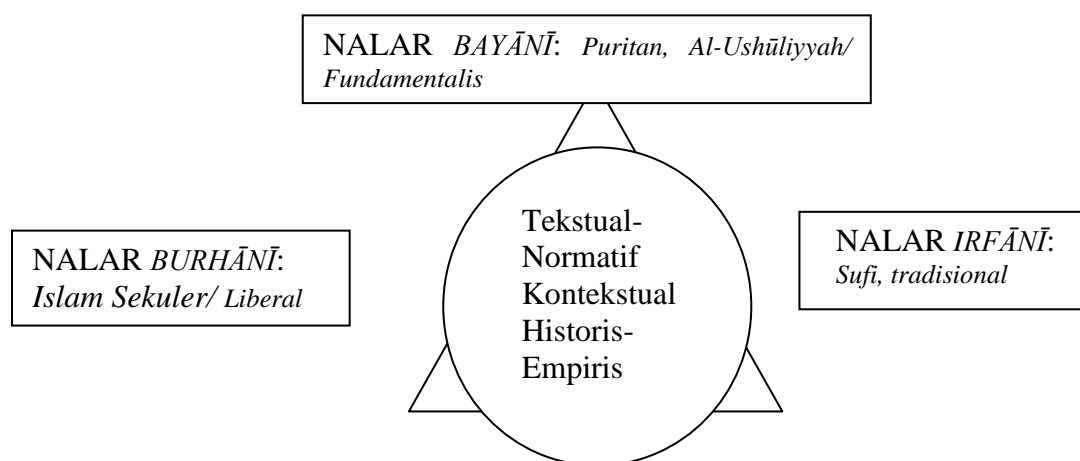 NALAR BAYĀNĪ: Puritan, Al-Ushūliyyah/
Fundamentalis
NALAR BURHĀNĪ:
Islam Sekuler/ Liberal
Tekstual-
Normatif
Kontekstual
Historis-
Empiris
NALAR IRFĀNĪ:
Sufi, tradisional